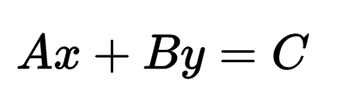 Ax + By = C